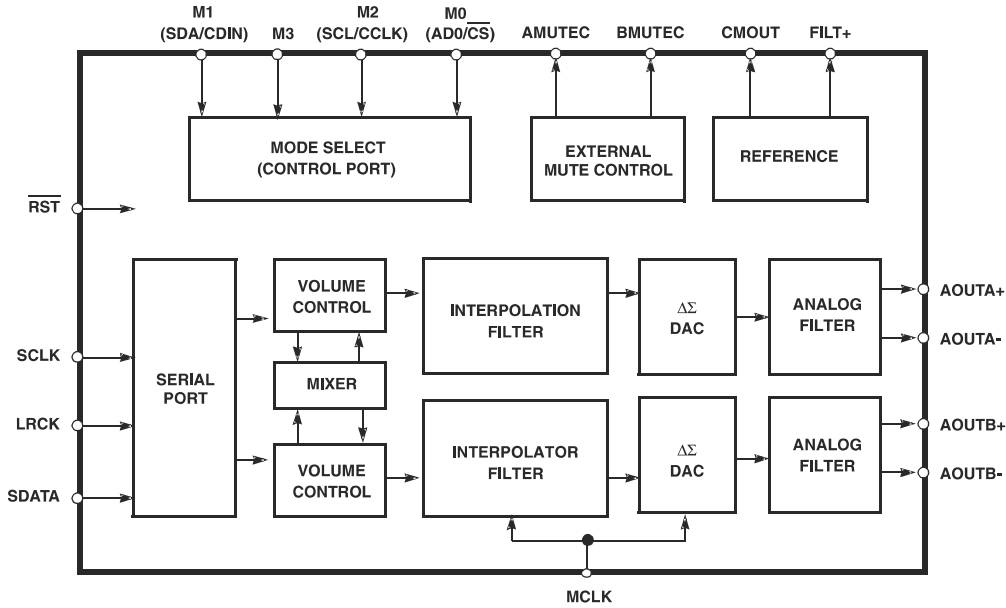 M1
(SDA/CDIN)
M3
M2
(SCL/CCLK)
M0
(AD0/C̅S̅)
AMUTEC
BMUTEC
CMOUT
FILT+
MODE SELECT
(CONTROL PORT)
EXTERNAL
MUTE CONTROL
REFERENCE
R̅S̅T̅
SERIAL
PORT
VOLUME
CONTROL
INTERPOLATION
FILTER
ΔΣ
DAC
ANALOG
FILTER
AOUTA+
AOUTA-
SCLK
MIXER
LRCK
SDATA
VOLUME
CONTROL
INTERPOLATOR
FILTER
ΔΣ
DAC
ANALOG
FILTER
AOUTB+
AOUTB-
MCLK